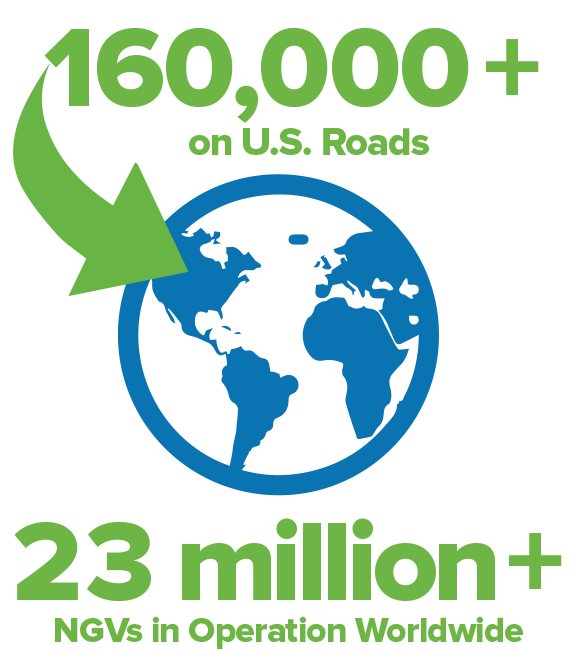 160,000+
on U.S. Roads
23 million+
NGVs in Operation Worldwide